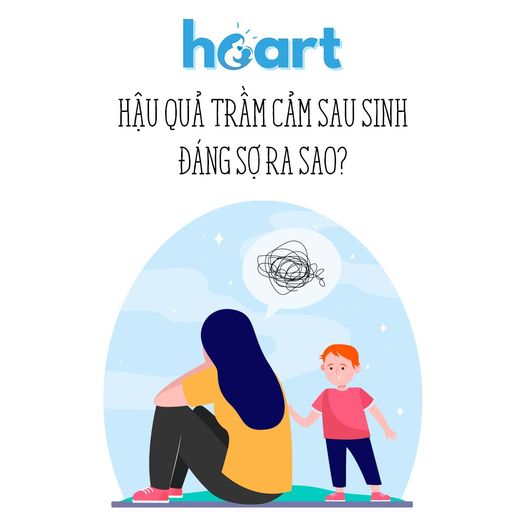 heart
HẬU QUẢ TRẦM CẢM SAU SINH
ĐÁNG SỢ RA SAO?